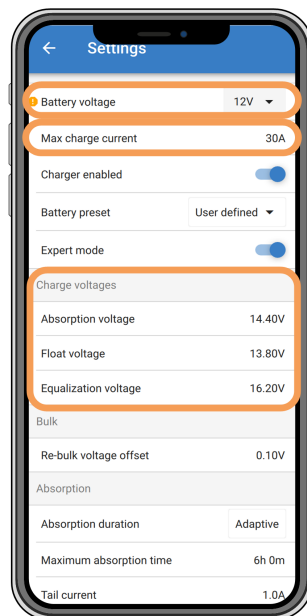 Settings
Battery voltage 12V
Max charge current 30A
Charger enabled
Battery preset User defined
Expert mode
Charge voltages
Absorption voltage 14.40V
Float voltage 13.80V
Equalization voltage 16.20V
Bulk
Re-bulk voltage offset 0.10V
Absorption
Absorption duration Adaptive
Maximum absorption time 6h 0m
Tail current 1.0A